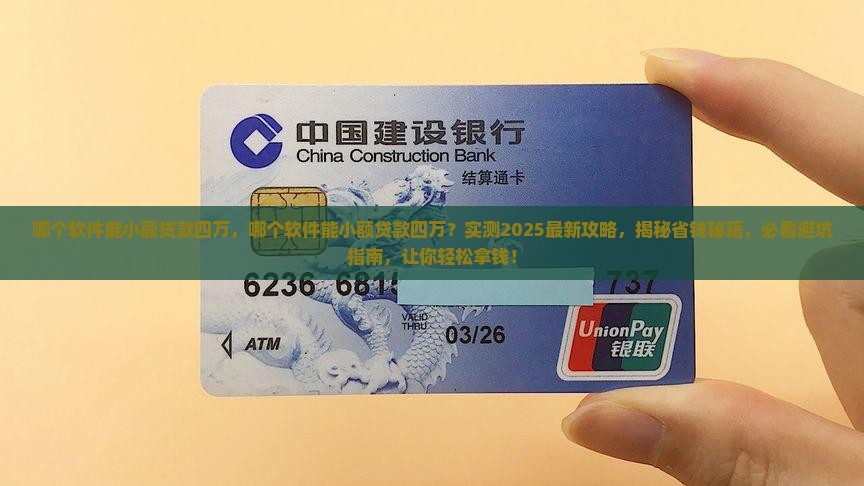 中国建设银行
China Construction Bank
结算通卡
哪个软件能小额贷款四万，哪个软件能小额贷款四万？实测2025最新攻略，揭秘省钱秘籍，必看避坑
指南，让你轻松拿钱！
6236 6815 737
VALID
THRU
03/26
ATM
UnionPay
银联